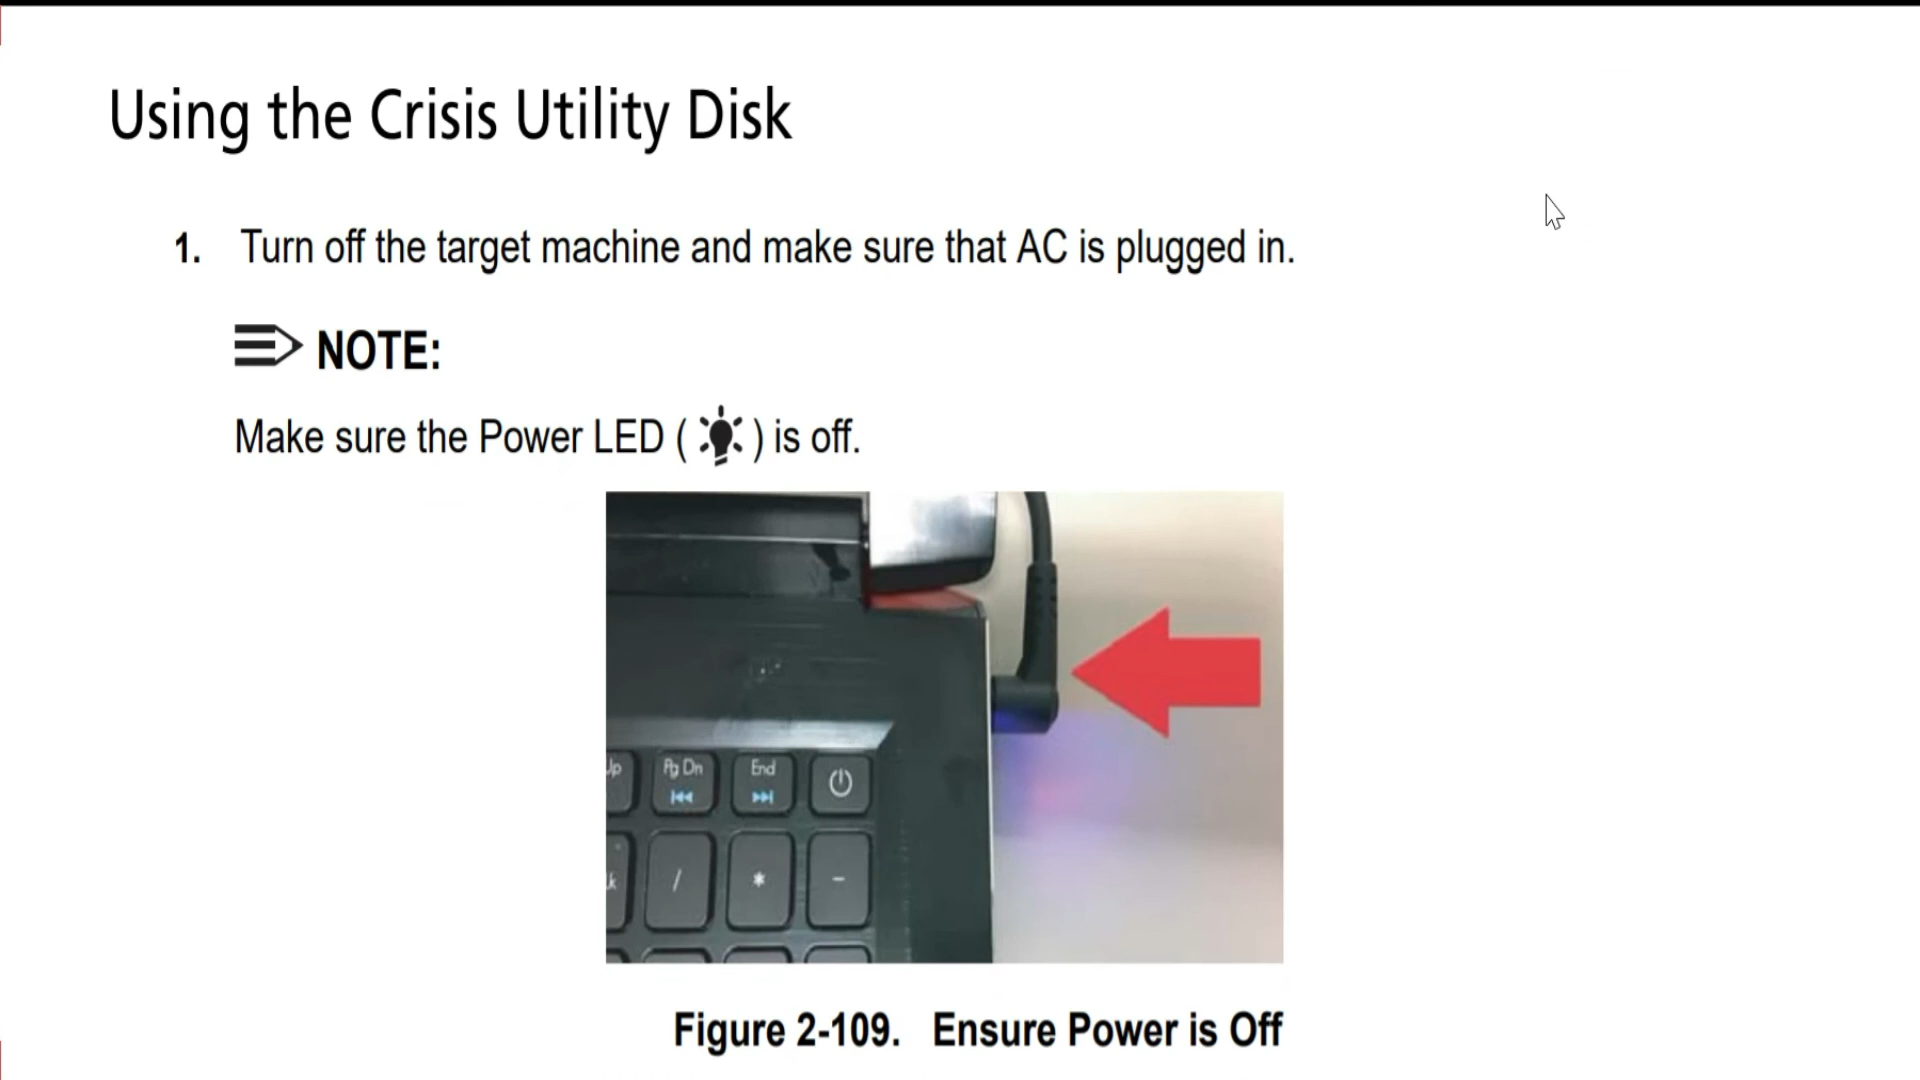 Using the Crisis Utility Disk
1. Turn off the target machine and make sure that AC is plugged in.
NOTE:
Make sure the Power LED ( ) is off.
Pg Dn
End
/
*
-
Figure 2-109. Ensure Power is Off